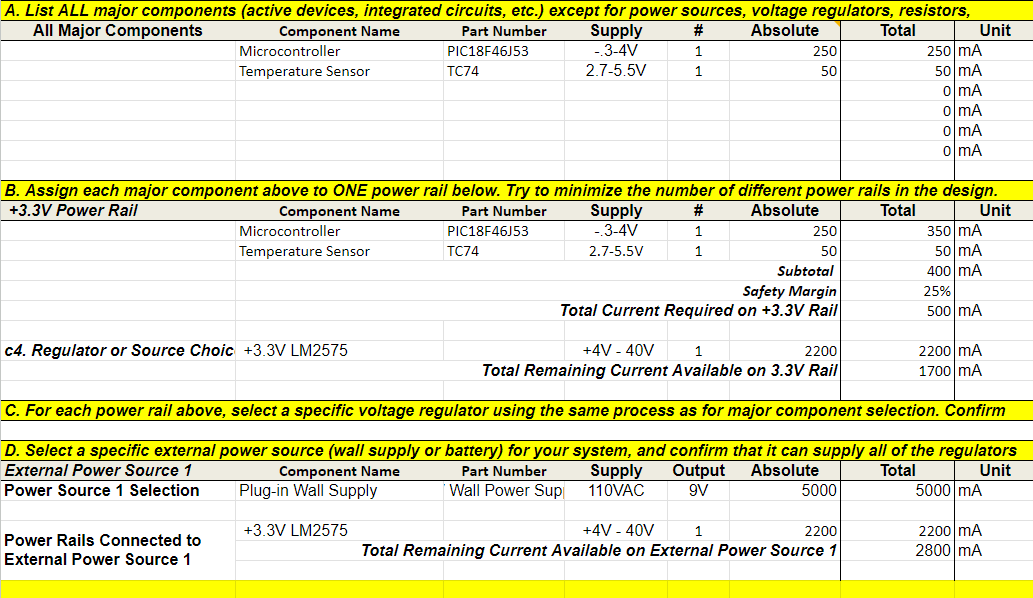 A. List ALL major components (active devices, integrated circuits, etc.) except for power sources, voltage regulators, resistors,
All Major Components Component Name Part Number Supply # Absolute Total Unit
Microcontroller PIC18F46J53 -.3-4V 1 250 250 mA
Temperature Sensor TC74 2.7-5.5V 1 50 50 mA
0 mA
0 mA
0 mA
0 mA
B. Assign each major component above to ONE power rail below. Try to minimize the number of different power rails in the design.
+3.3V Power Rail Component Name Part Number Supply # Absolute Total Unit
Microcontroller PIC18F46J53 -.3-4V 1 250 350 mA
Temperature Sensor TC74 2.7-5.5V 1 50 50 mA
Subtotal 400 mA
Safety Margin 25%
Total Current Required on +3.3V Rail 500 mA
c4. Regulator or Source Choic +3.3V LM2575 +4V - 40V 1 2200 2200 mA
Total Remaining Current Available on 3.3V Rail 1700 mA
C. For each power rail above, select a specific voltage regulator using the same process as for major component selection. Confirm
D. Select a specific external power source (wall supply or battery) for your system, and confirm that it can supply all of the regulators
External Power Source 1 Component Name Part Number Supply Output Absolute Total Unit
Power Source 1 Selection Plug-in Wall Supply ' Wall Power Supp 110VAC 9V 5000 5000 mA
+3.3V LM2575 +4V - 40V 1 2200 2200 mA
Power Rails Connected to
External Power Source 1
Total Remaining Current Available on External Power Source 1 2800 mA